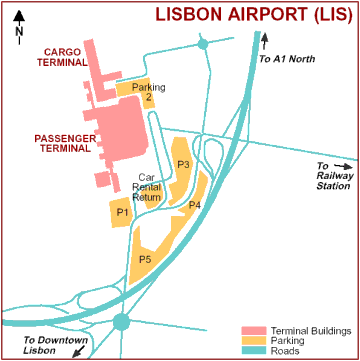 LISBON AIRPORT (LIS)
N
CARGO
TERMINAL
To A1 North
Parking
2
PASSENGER
TERMINAL
P3
To
Railway
Station
Car
Rental
Return
P1
P4
P5
To Downtown
Lisbon
Terminal Buildings
Parking
Roads